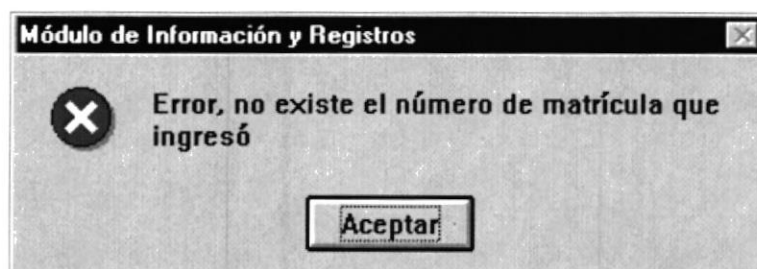 Módulo de Información y Registros
Error, no existe el número de matrícula que
ingresó
Aceptar